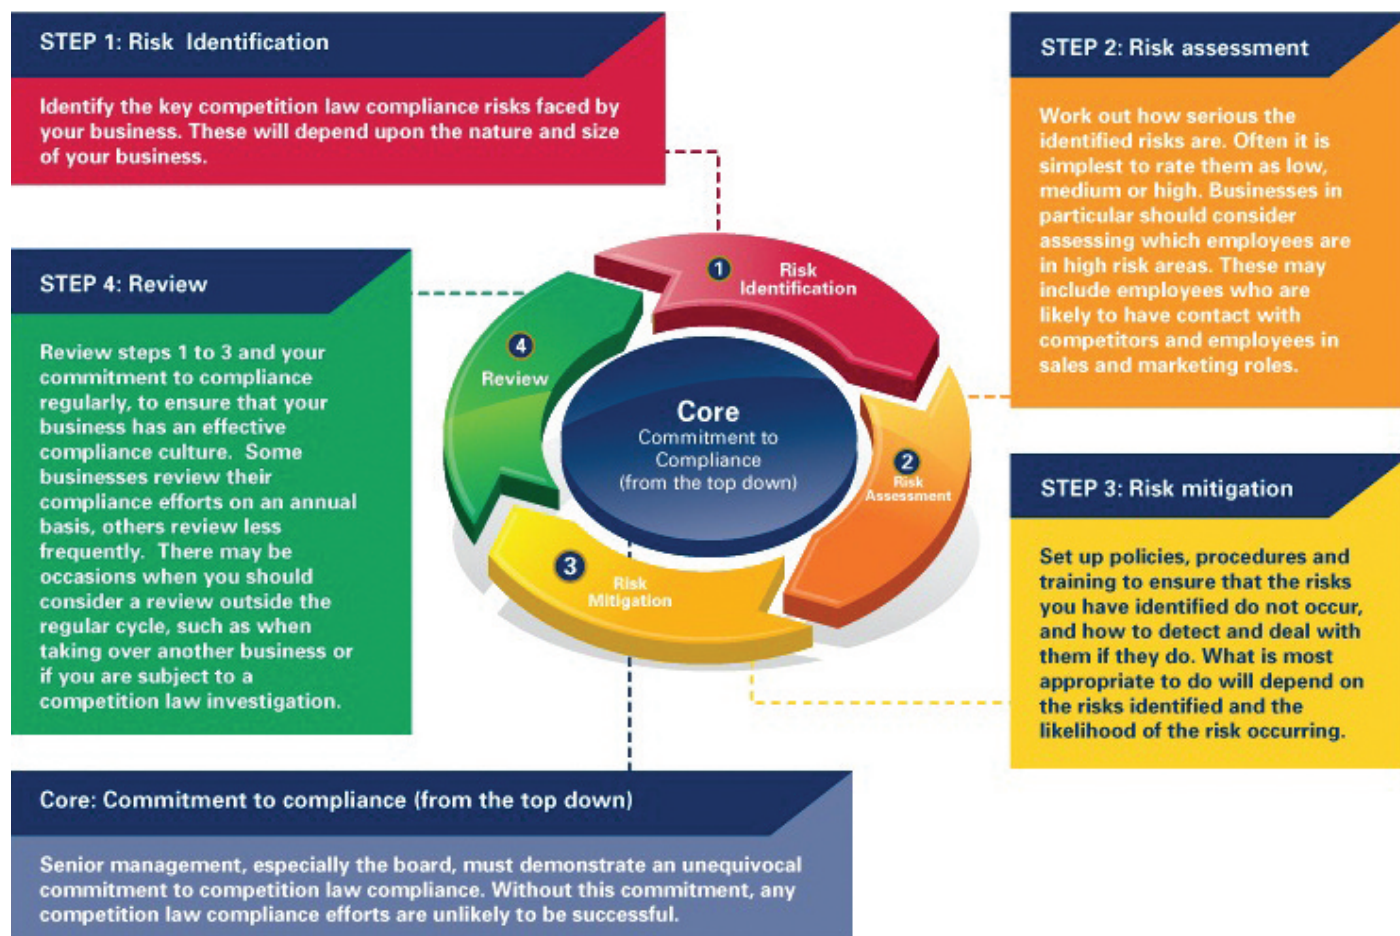 STEP 1: Risk Identification
Identify the key competition law compliance risks faced by
your business. These will depend upon the nature and size
of your business.
STEP 2: Risk assessment
Work out how serious the
identified risks are. Often it is
simplest to rate them as low,
medium or high. Businesses in
particular should consider
assessing which employees are
in high risk areas. These may
include employees who are
likely to have contact with
competitors and employees in
sales and marketing roles.
STEP 3: Risk mitigation
Set up policies, procedures and
training to ensure that the risks
you have identified do not occur,
and how to detect and deal with
them if they do. What is most
appropriate to do will depend on
the risks identified and the
likelihood of the risk occurring.
STEP 4: Review
Review steps 1 to 3 and your
commitment to compliance
regularly, to ensure that your
business has an effective
compliance culture. Some
businesses review their
compliance efforts on an annual
basis, others review less
frequently. There may be
occasions when you should
consider a review outside the
regular cycle, such as when
taking over another business or
if you are subject to a
competition law investigation.
1
Risk
Identification
2
Risk
Assessment
3
Risk
Mitigation
4
Review
Core
Commitment to
Compliance
(from the top down)
Core: Commitment to compliance (from the top down)
Senior management, especially the board, must demonstrate an unequivocal
commitment to competition law compliance. Without this commitment, any
competition law compliance efforts are unlikely to be successful.